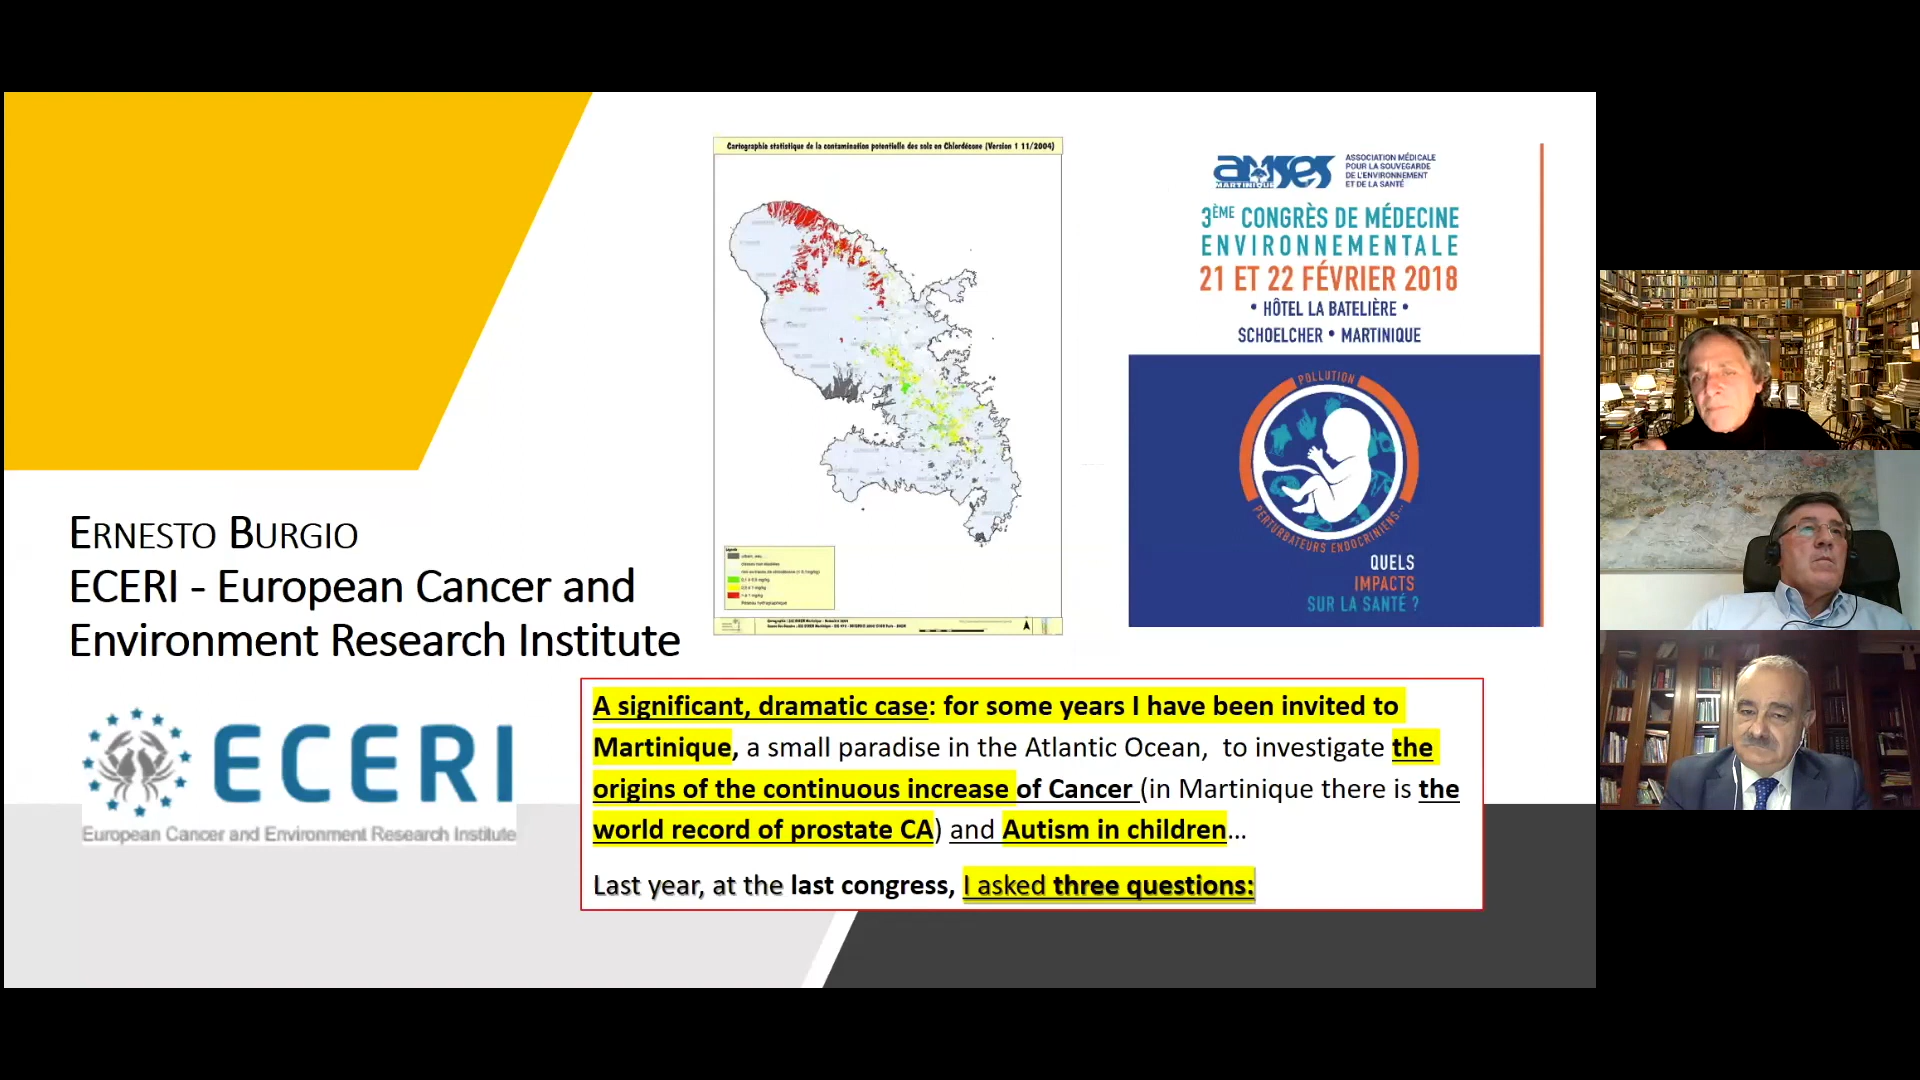 Cartographie statistique de la contamination potentielle des sols en Chlordécone (Version 1 11/2004)
AMSES
MARTINIQUE
ASSOCIATION MÉDICALE
POUR LA SAUVEGARDE
DE L'ENVIRONNEMENT
ET DE LA SANTÉ
3ÈME CONGRÈS DE MÉDECINE
ENVIRONNEMENTALE
21 ET 22 FÉVRIER 2018
• HÔTEL LA BATELIÈRE •
SCHOELCHER • MARTINIQUE
POLLUTION
PERTURBATEURS ENDOCRINIENS...
QUELS
IMPACTS
SUR LA SANTÉ ?
ERNESTO BURGIO
ECERI - European Cancer and
Environment Research Institute
ECERI
European Cancer and Environment Research Institute
A significant, dramatic case: for some years I have been invited to
Martinique, a small paradise in the Atlantic Ocean, to investigate the
origins of the continuous increase of Cancer (in Martinique there is the
world record of prostate CA) and Autism in children...
Last year, at the last congress, I asked three questions: